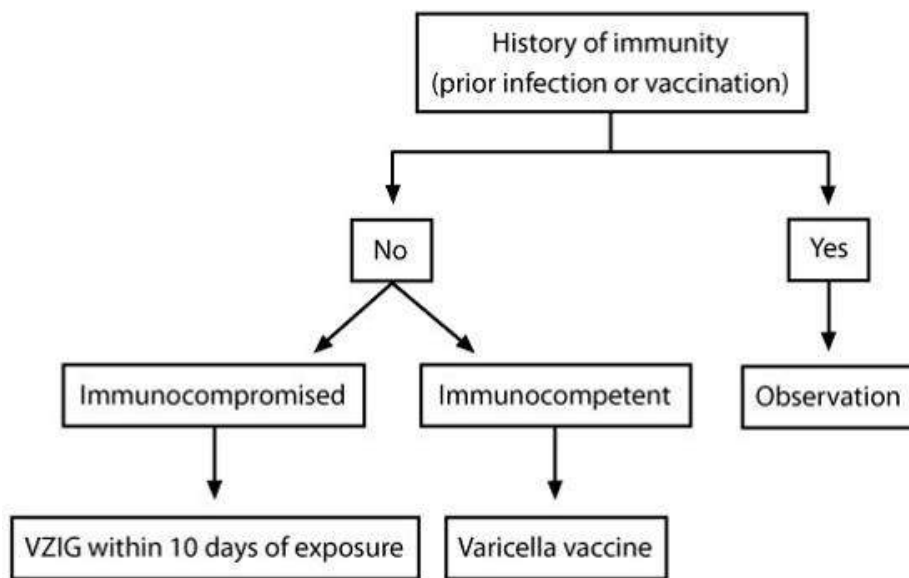 History of immunity
(prior infection or vaccination)
No
Yes
Immunocompromised
Immunocompetent
Observation
VZIG within 10 days of exposure
Varicella vaccine